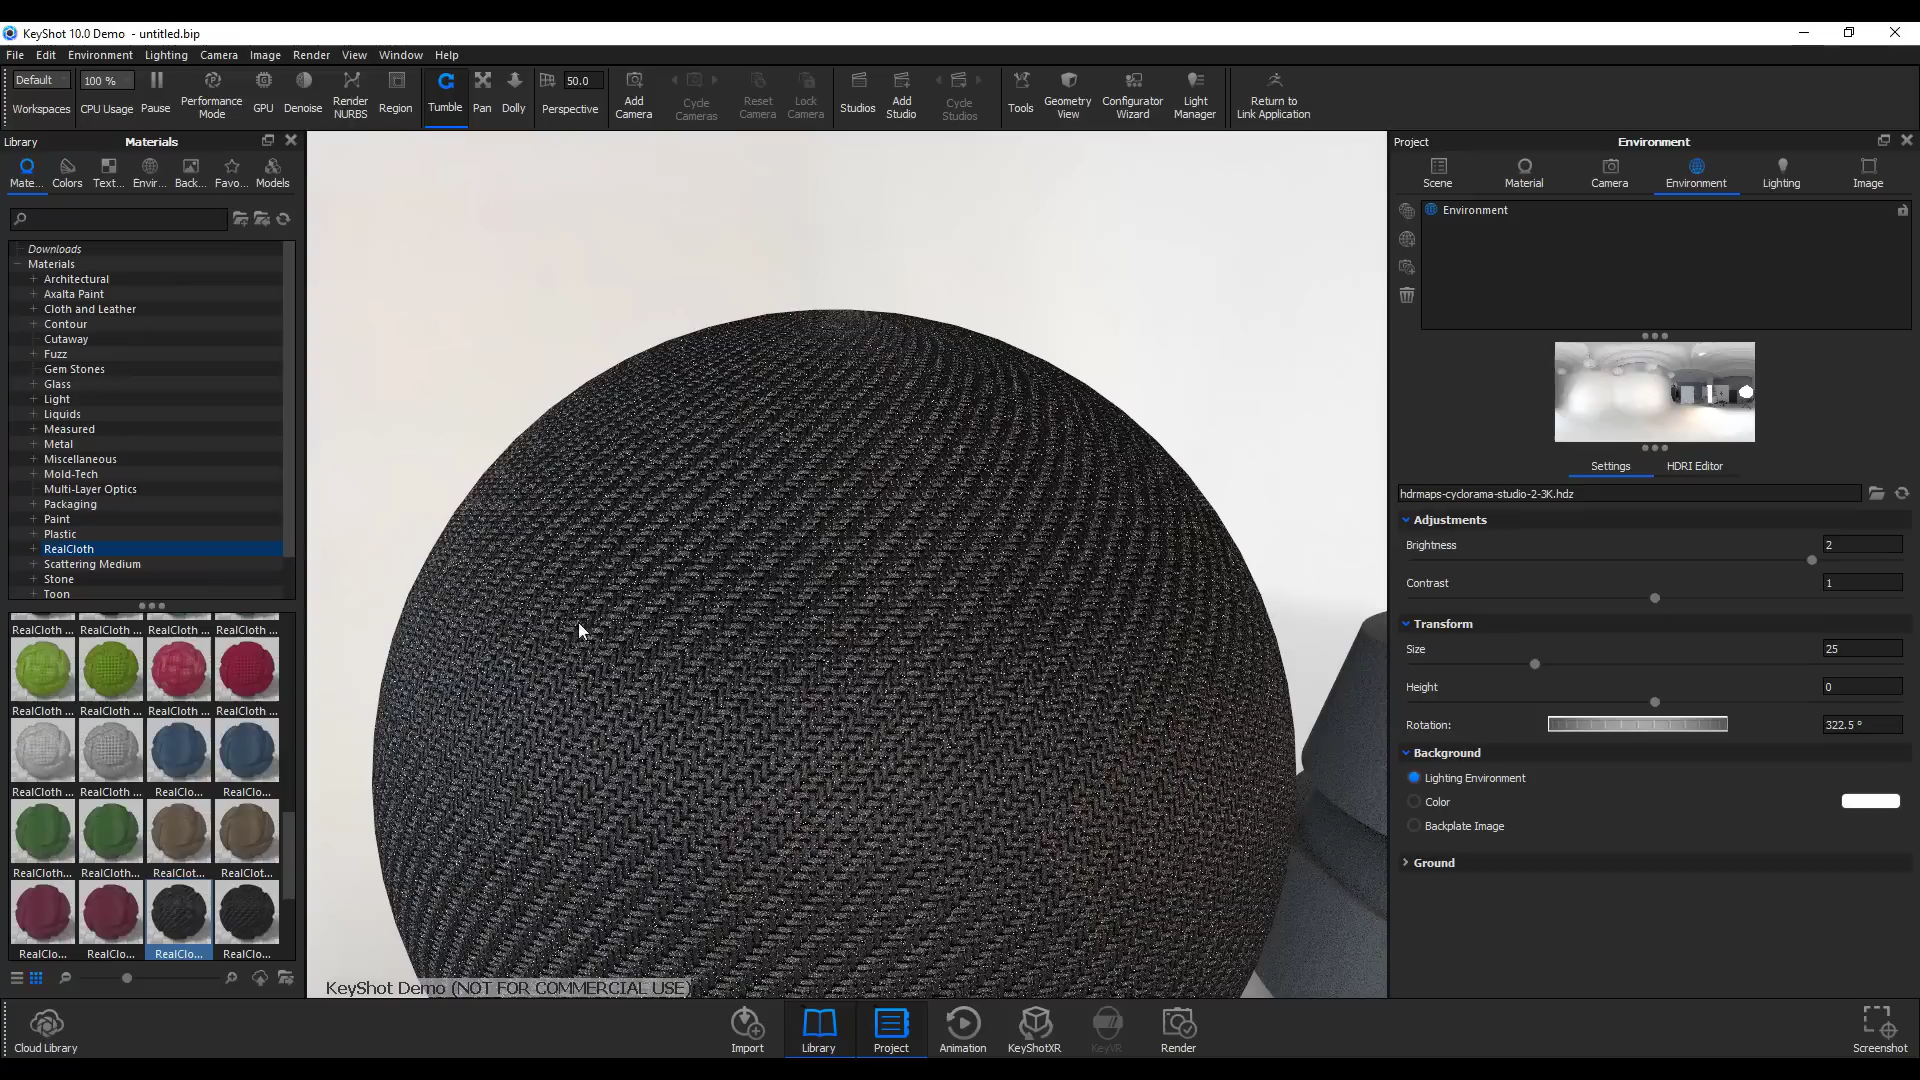 KeyShot 10.0 Demo - untitled.bip
File Edit Environment Lighting Camera Image Render View Window Help
Default 100 % 50.0
Workspaces CPU Usage Pause Performance Mode GPU Denoise Render NURBS Region Tumble Pan Dolly Perspective Add Camera Cycle Cameras Reset Camera Lock Camera Studios Add Studio Cycle Studios Tools Geometry View Configurator Wizard Light Manager Return to Link Application
Library Materials
Mate... Colors Text... Envir... Back... Favo... Models
Downloads
Materials
Architectural
Axalta Paint
Cloth and Leather
Contour
Cutaway
Fuzz
Gem Stones
Glass
Light
Liquids
Measured
Metal
Miscellaneous
Mold-Tech
Multi-Layer Optics
Packaging
Paint
Plastic
RealCloth
Scattering Medium
Stone
Toon
RealCloth ... RealCloth ... RealCloth ... RealCloth ...
RealCloth ... RealCloth ... RealCloth ... RealCloth ...
RealCloth ... RealCloth ... RealClo... RealClo...
RealCloth... RealCloth... RealClot... RealClot...
RealClo... RealClo... RealClo... RealClo...
KeyShot Demo (NOT FOR COMMERCIAL USE)
Project Environment
Scene Material Camera Environment Lighting Image
Environment
Settings HDRI Editor
hdrmaps-cyclorama-studio-2-3K.hdz
Adjustments
Brightness 2
Contrast 1
Transform
Size 25
Height 0
Rotation: 322.5 °
Background
Lighting Environment
Color
Backplate Image
Ground
Cloud Library Import Library Project Animation KeyShotXR KeyVR Render Screenshot